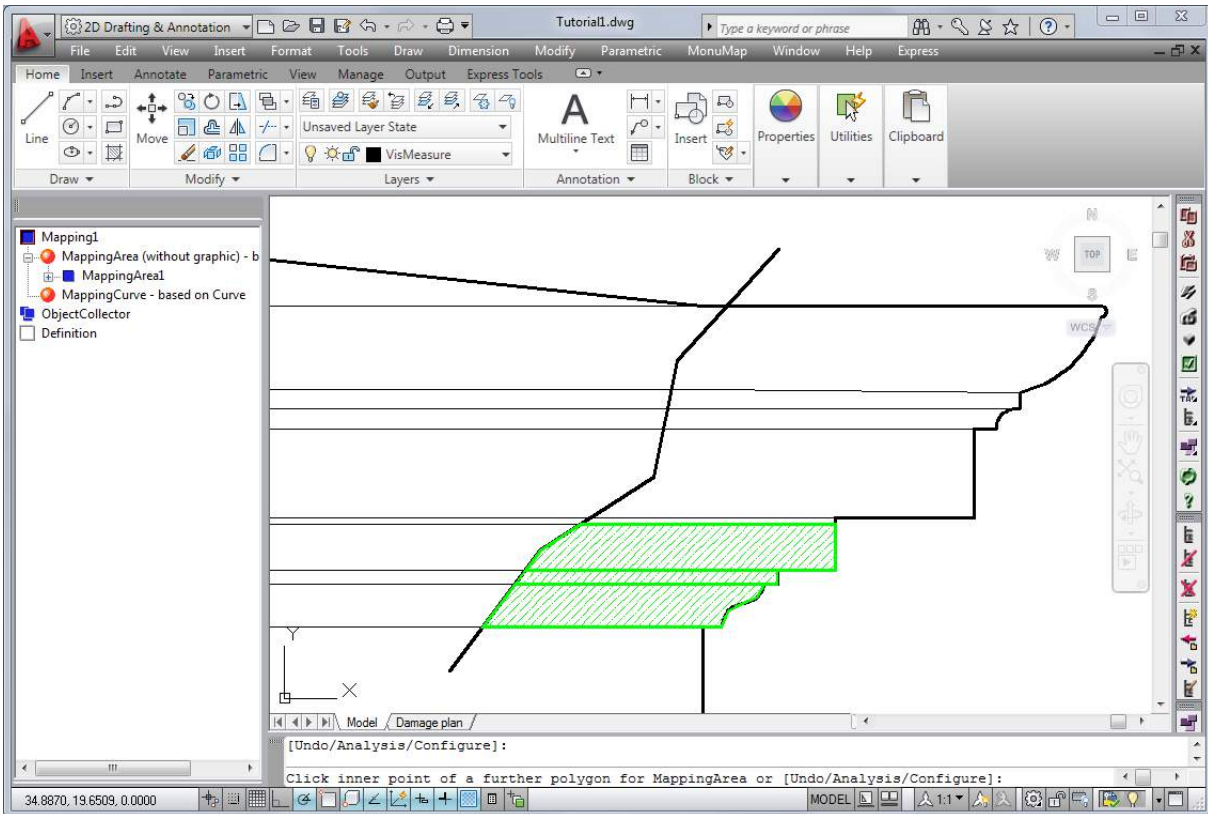 2D Drafting & Annotation
Tutorial1.dwg
Type a keyword or phrase
File Edit View Insert Format Tools Draw Dimension Modify Parametric MonuMap Window Help Express
Home Insert Annotate Parametric View Manage Output Express Tools
Line
Move
Unsaved Layer State
VisMeasure
Multiline Text
Insert
Properties
Utilities
Clipboard
Draw
Modify
Layers
Annotation
Block
Mapping1
MappingArea (without graphic) - b
MappingArea1
MappingCurve - based on Curve
ObjectCollector
Definition
N
W TOP E
S
WCS
Y
X
Model Damage plan
[Undo/Analysis/Configure]:
Click inner point of a further polygon for MappingArea or [Undo/Analysis/Configure]:
34.8870, 19.6509, 0.0000
MODEL
1:1